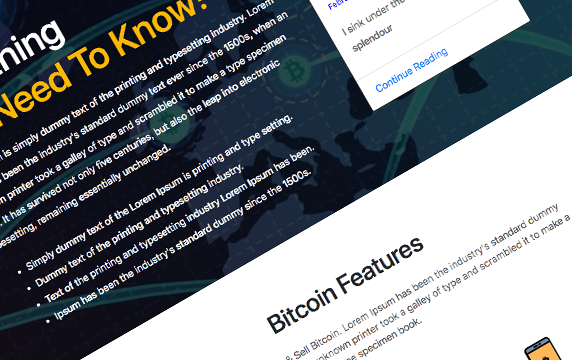 Need To Know?
is simply dummy text of the printing and typesetting industry. Lorem
been the industry's standard dummy text ever since the 1500s, when an
printer took a galley of type and scrambled it to make a type specimen
It has survived not only five centuries, but also the leap into electronic
remaining essentially unchanged.
Simply dummy text of the Lorem Ipsum is printing and type setting.
Dummy text of the printing and typesetting industry.
Text of the printing and typesetting industry Lorem Ipsum has been.
Ipsum has been the industry's standard dummy since the 1500s.
I sink under the
splendour
Continue Reading
Bitcoin Features
& Sell Bitcoin. Lorem Ipsum has been the industry's standard dummy
unknown printer took a galley of type and scrambled it to make a
specimen book.